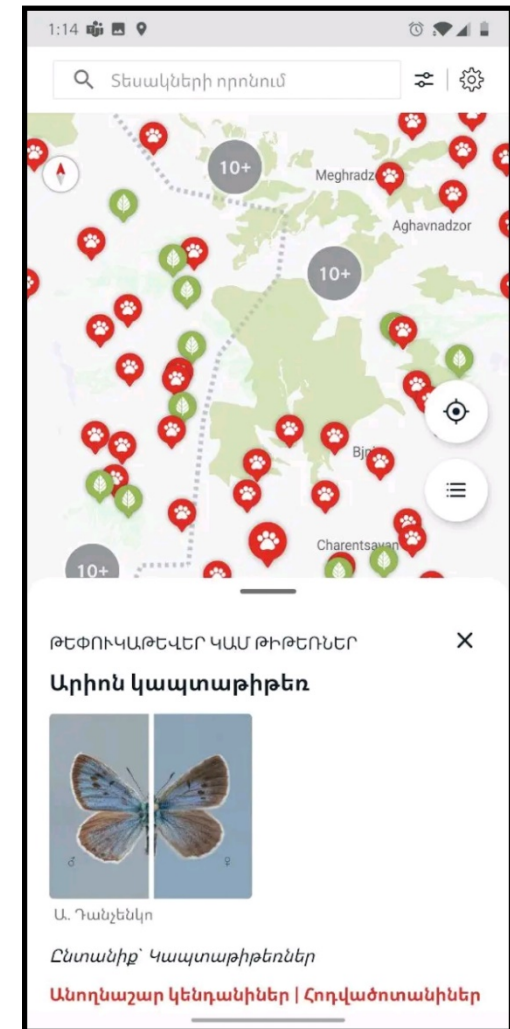 1:14
Տեսակների որոնում
10+
Meghradz
Aghavnadzor
10+
Bjni
Charentsavan
10+
ԹԵՓՈՒԿԱԹԵՎԵՐ ԿԱՄ ԹԻԹԵՌՆԵՐ
Արիոն կապտաթիթեռ
♂ ♀
Ա. Դանչենկո
Ընտանիք՝ Կապտաթիթեռներ
Անողնաշար կենդանիներ | Հոդվածոտանիներ